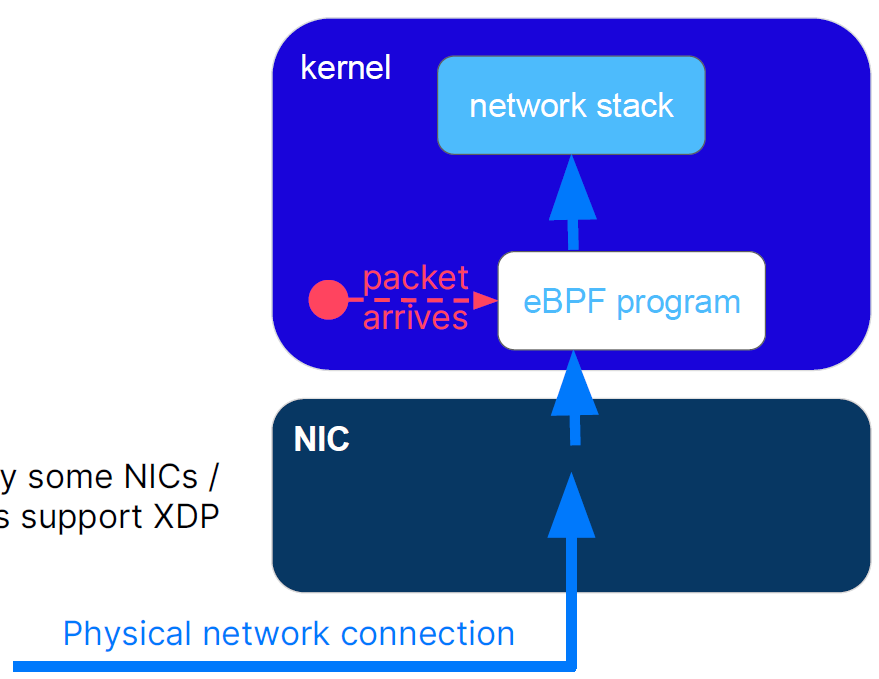 kernel
network stack
packet
arrives
eBPF program
NIC
y some NICs /
s support XDP
Physical network connection